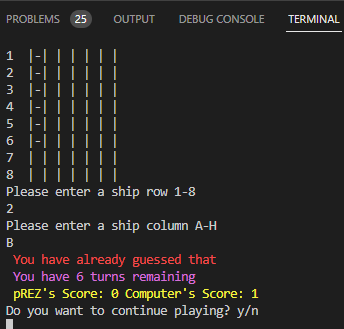 PROBLEMS 25 OUTPUT DEBUG CONSOLE TERMINAL
1 |-| | | | | |
2 |-| | | | | |
3 |-| | | | | |
4 |-| | | | | |
5 |-| | | | | |
6 |-| | | | | |
7 | | | | | | |
8 | | | | | | |
Please enter a ship row 1-8
2
Please enter a ship column A-H
B
You have already guessed that
You have 6 turns remaining
pREZ's Score: 0 Computer's Score: 1
Do you want to continue playing? y/n